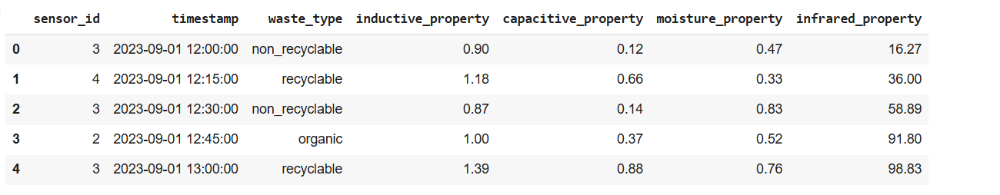 sensor_id timestamp waste_type inductive_property capacitive_property moisture_property infrared_property
0 3 2023-09-01 12:00:00 non_recyclable 0.90 0.12 0.47 16.27
1 4 2023-09-01 12:15:00 recyclable 1.18 0.66 0.33 36.00
2 3 2023-09-01 12:30:00 non_recyclable 0.87 0.14 0.83 58.89
3 2 2023-09-01 12:45:00 organic 1.00 0.37 0.52 91.80
4 3 2023-09-01 13:00:00 recyclable 1.39 0.88 0.76 98.83